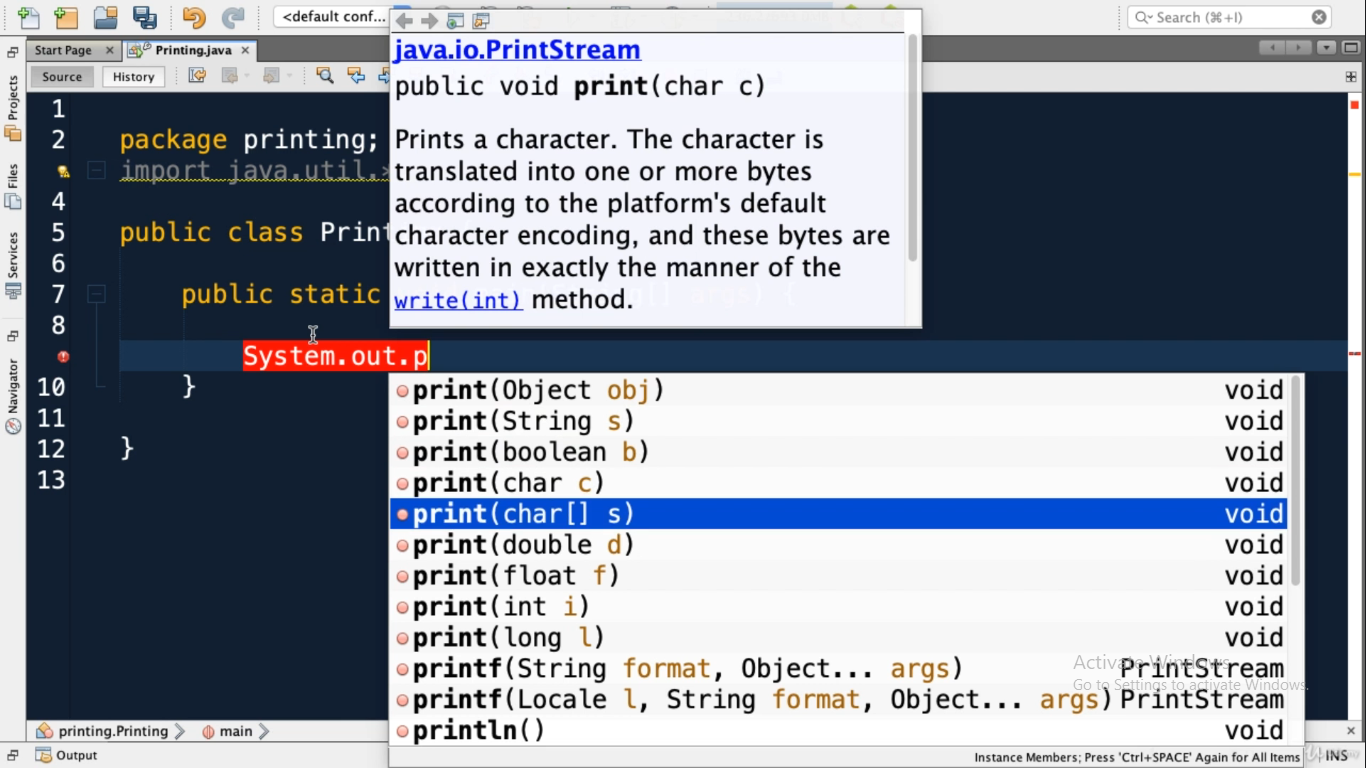 <default conf...
Search (⌘+I)
Start Page
Printing.java
Source
History
Projects
Files
Services
Navigator
java.io.PrintStream
public void print(char c)
Prints a character. The character is
translated into one or more bytes
according to the platform's default
character encoding, and these bytes are
written in exactly the manner of the
write(int) method.
1
2 package printing;
import java.util.*
4
5 public class Print
6
7 public static args) {
8
System.out.p
10 }
11
12 }
13
print(Object obj) void
print(String s) void
print(boolean b) void
print(char c) void
print(char[] s) void
print(double d) void
print(float f) void
print(int i) void
print(long l) void
printf(String format, Object... args) PrintStream
printf(Locale l, String format, Object... args) PrintStream
println() void
Activate Windows
Go to Settings to activate Windows.
printing.Printing
main
Output
Instance Members; Press 'Ctrl+SPACE' Again for All Items
INS